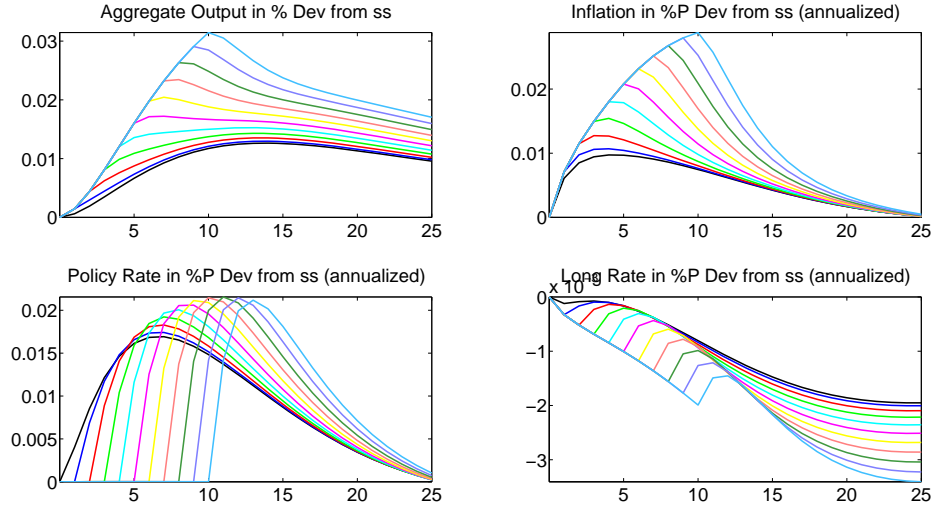 Aggregate Output in % Dev from ss
0.03
0.02
0.01
0
5 10 15 20 25
Inflation in %P Dev from ss (annualized)
0.02
0.01
0
5 10 15 20 25
Policy Rate in %P Dev from ss (annualized)
0.02
0.015
0.01
0.005
0
5 10 15 20 25
Long Rate in %P Dev from ss (annualized)
0
−1
−2
−3
5 10 15 20 25